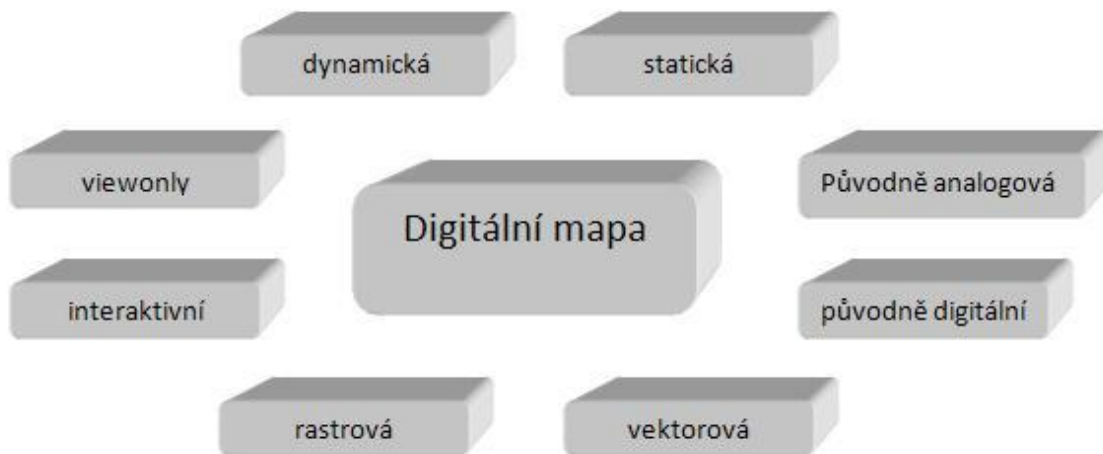 dynamická
statická
viewonly
Původně analogová
Digitální mapa
interaktivní
původně digitální
rastrová
vektorová